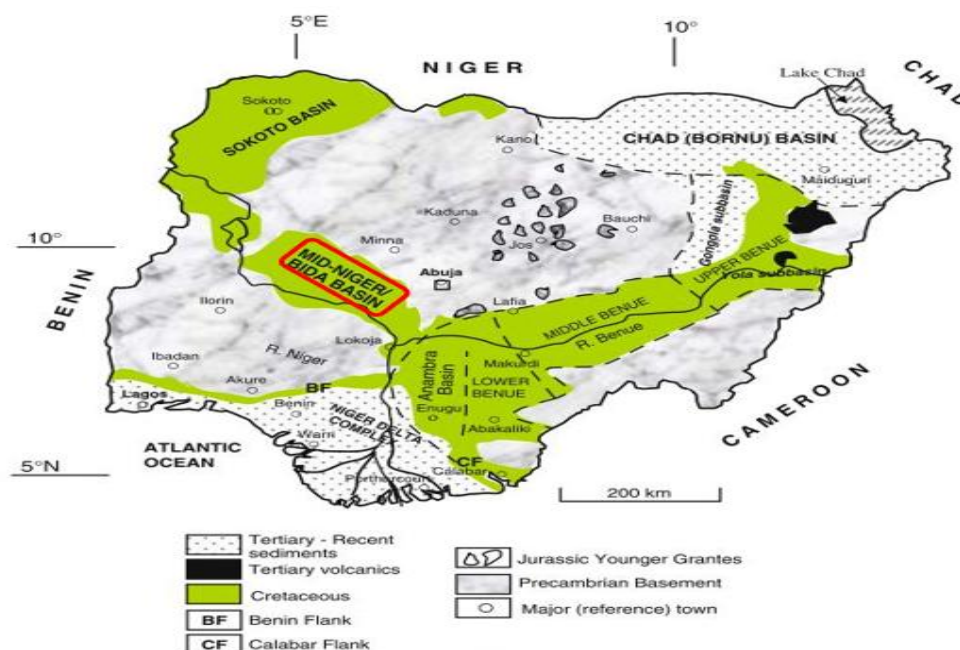 5°E
10°
NIGER
CHAD
Lake Chad
Sokoto
SOKOTO BASIN
Kano
CHAD (BORNU) BASIN
Maiduguri
Kaduna
Bauchi
Gongola subbasin
10°
Minna
Jos
MID-NIGER/
BIDA BASIN
Abuja
UPPER BENUE
Yola subbasin
BENIN
Ilorin
Lafia
MIDDLE BENUE
Lokoja
R. Benue
Ibadan
R. Niger
Makurdi
Anambra
Basin
LOWER
BENUE
Akure
BF
Lagos
Benin
Enugu
CAMEROON
NIGER DELTA
COMPLEX
Abakaliki
Warri
ATLANTIC
OCEAN
CF
5°N
Calabar
Portharcourt
200 km
Tertiary - Recent
sediments
Tertiary volcanics
Cretaceous
BF Benin Flank
CF Calabar Flank
Jurassic Younger Grantes
Precambrian Basement
Major (reference) town